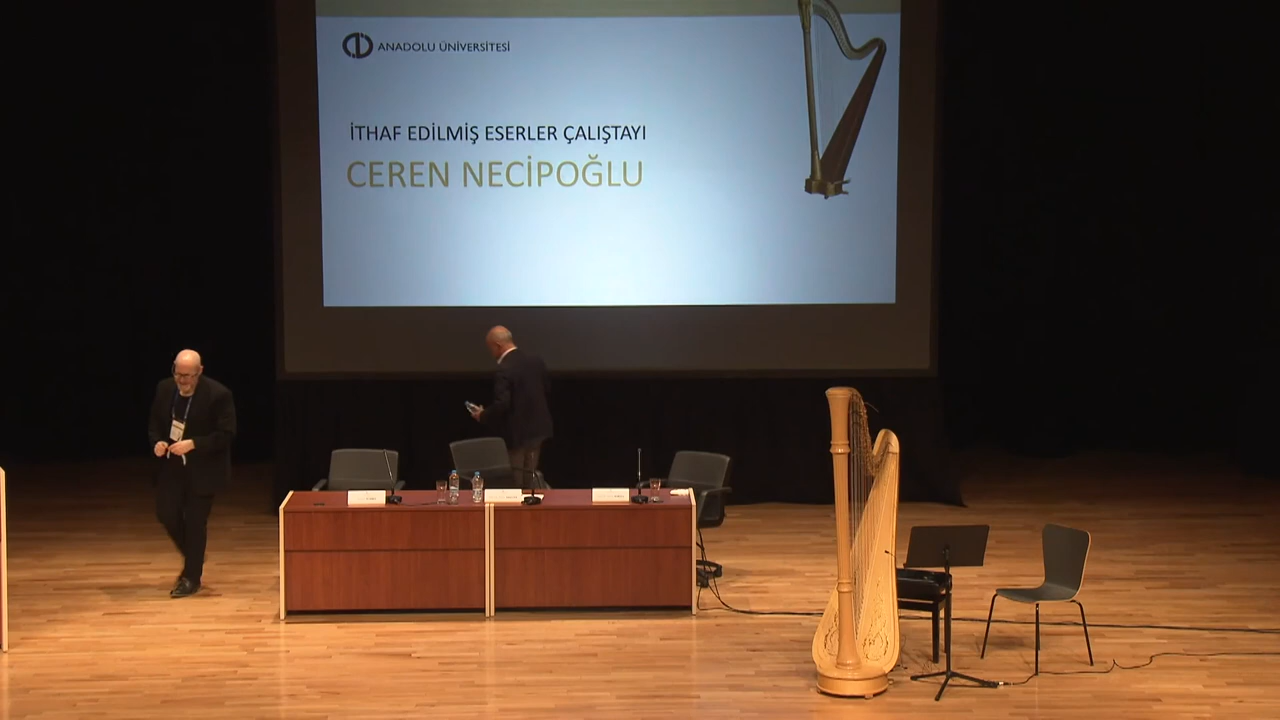 ANADOLU ÜNİVERSİTESİ
İTHAF EDİLMİŞ ESERLER ÇALIŞTAYI
CEREN NECİPOĞLU